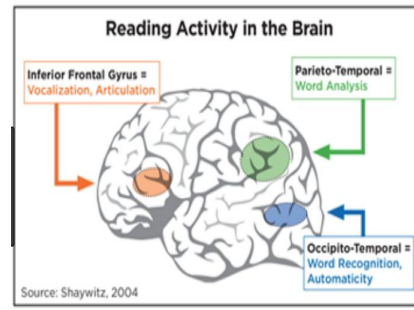 Reading Activity in the Brain
Inferior Frontal Gyrus =
Vocalization, Articulation
Parieto-Temporal =
Word Analysis
Occipito-Temporal =
Word Recognition,
Automaticity
Source: Shaywitz, 2004